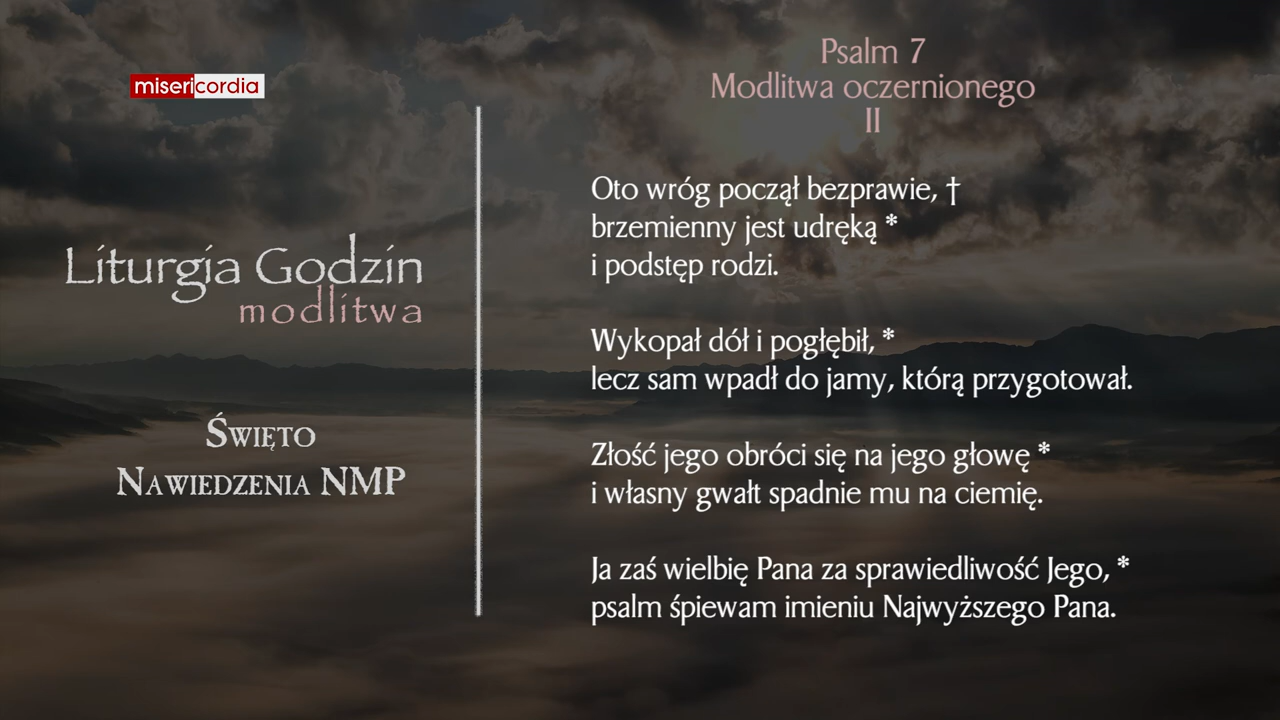 misericordia
Liturgia Godzin
modlitwa
Święto
Nawiedzenia NMP
Psalm 7
Modlitwa oczernionego
II
Oto wróg począł bezprawie, †
brzemienny jest udręką *
i podstęp rodzi.
Wykopał dół i pogłębił, *
lecz sam wpadł do jamy, którą przygotował.
Złość jego obróci się na jego głowę *
i własny gwałt spadnie mu na ciemię.
Ja zaś wielbię Pana za sprawiedliwość Jego, *
psalm śpiewam imieniu Najwyższego Pana.